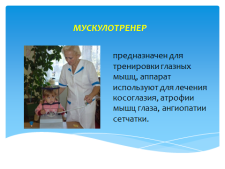 МУСКУЛОТРЕНЕР
предназначен для
тренировки глазных
мышц, аппарат
используют для лечения
косоглазия, атрофии
мышц глаза, ангиопатии
сетчатки.